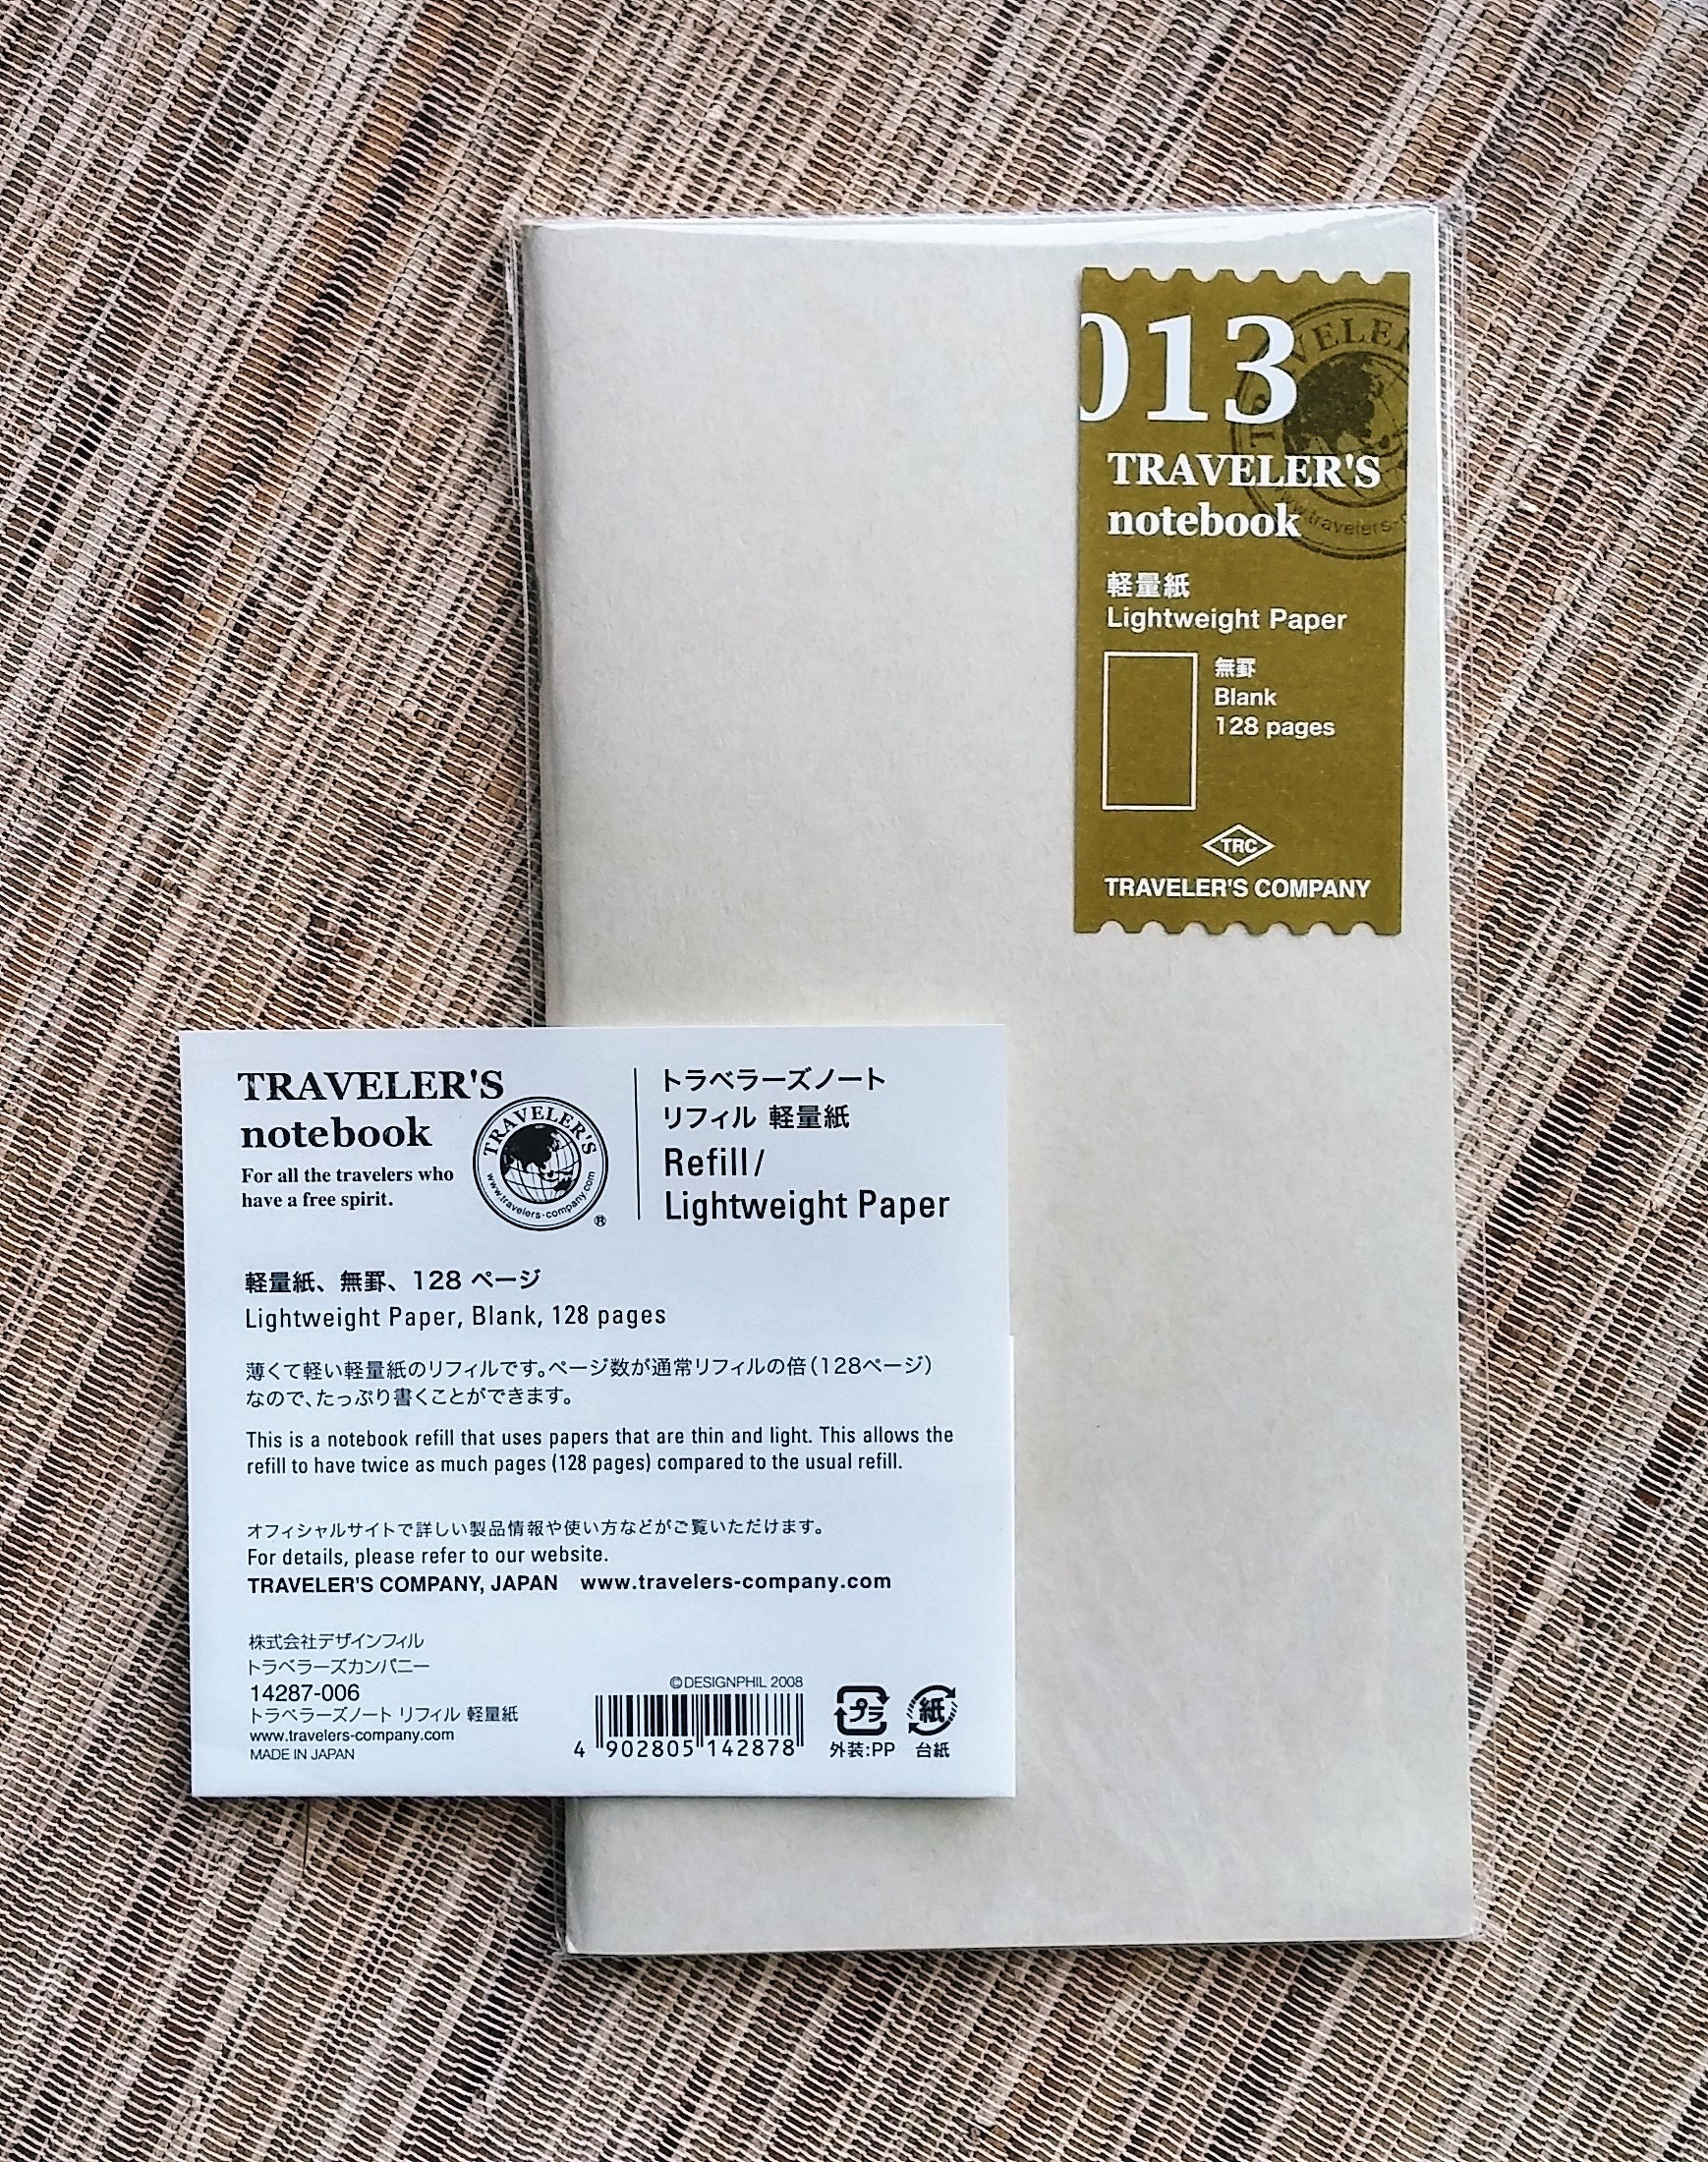 013
TRAVELER'S
notebook
軽量紙
Lightweight Paper
無罫
Blank
128 pages
TRC
TRAVELER'S COMPANY
TRAVELER'S
notebook
For all the travelers who
have a free spirit.
TRAVELER'S
www.travelers-company.com
®
トラベラーズノート
リフィル 軽量紙
Refill/
Lightweight Paper
軽量紙、無罫、128 ページ
Lightweight Paper, Blank, 128 pages
薄くて軽い軽量紙のリフィルです。ページ数が通常リフィルの倍(128ページ)
なので、たっぷり書くことができます。
This is a notebook refill that uses papers that are thin and light. This allows the
refill to have twice as much pages (128 pages) compared to the usual refill.
オフィシャルサイトで詳しい製品情報や使い方などがご覧いただけます。
For details, please refer to our website.
TRAVELER'S COMPANY, JAPAN www.travelers-company.com
株式会社デザインフィル
トラベラーズカンパニー
14287-006
トラベラーズノート リフィル 軽量紙
www.travelers-company.com
MADE IN JAPAN
©DESIGNPHIL 2008
4 902805 142878
プラ
外装:PP
紙
台紙